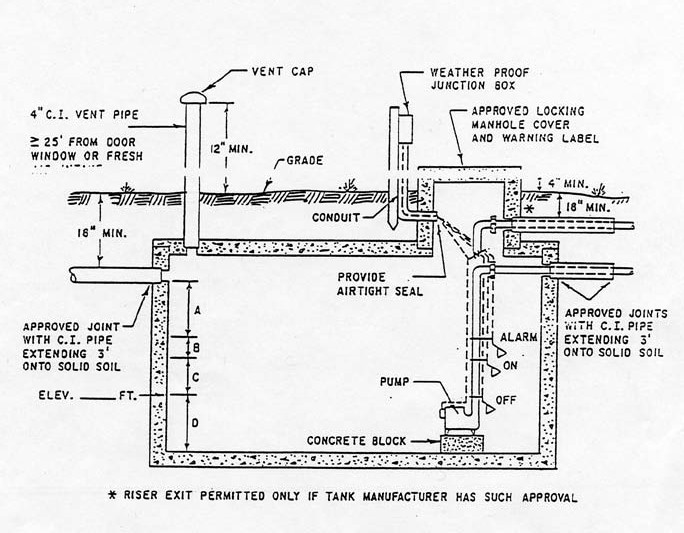 VENT CAP
WEATHER PROOF
JUNCTION BOX
4" C.I. VENT PIPE
≥ 25' FROM DOOR
WINDOW OR FRESH
12" MIN.
APPROVED LOCKING
MANHOLE COVER
AND WARNING LABEL
GRADE
4" MIN.
18" MIN.
*
CONDUIT
18" MIN.
PROVIDE
AIRTIGHT SEAL
APPROVED JOINT
WITH C.I. PIPE
EXTENDING 3'
ONTO SOLID SOIL
APPROVED JOINTS
WITH C.I. PIPE
EXTENDING 3'
ONTO SOLID SOIL
A
B
C
D
ALARM
ON
OFF
PUMP
ELEV. FT.
CONCRETE BLOCK
* RISER EXIT PERMITTED ONLY IF TANK MANUFACTURER HAS SUCH APPROVAL